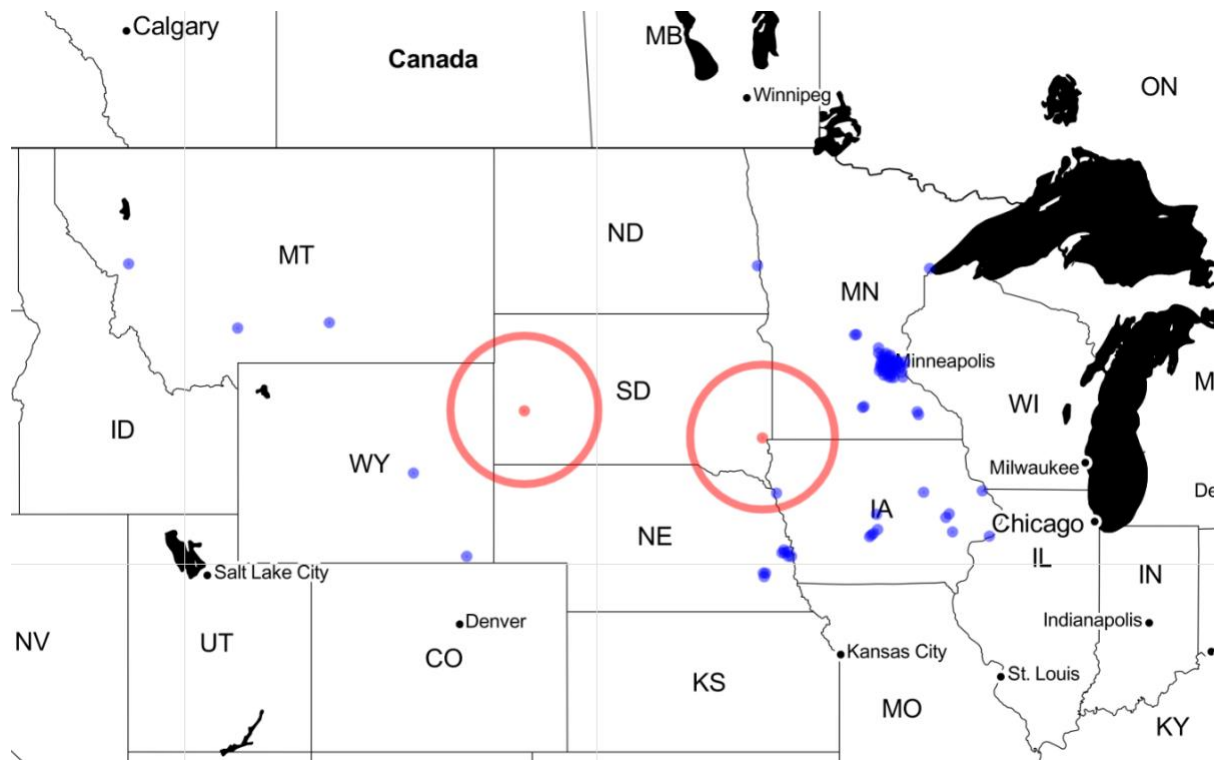 Calgary
MB
Canada
ON
Winnipeg
ND
MT
MN
Minneapolis
M
SD
WI
ID
WY
Milwaukee
De
IA
Chicago
NE
IL
Salt Lake City
IN
Denver
Indianapolis
NV
UT
CO
Kansas City
St. Louis
KS
MO
KY